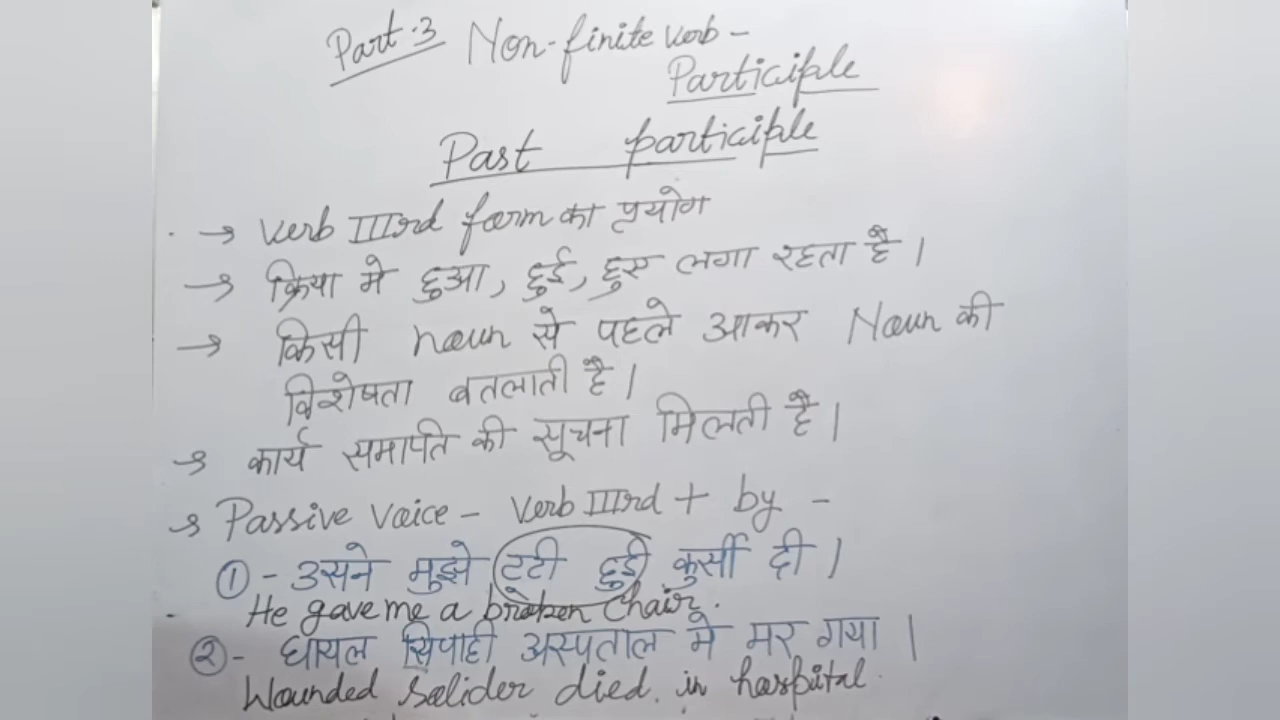 Part.3 Non-finite verb -
Participle
Past participle
→ verb IIIrd form का प्रयोग
→ क्रिया मे हुआ, हुई, हुए लगा रहता है।
→ किसी noun से पहले आकर Noun की
विशेषता बतलाती है।
→ कार्य समाप्ति की सूचना मिलती है।
→ Passive voice - verb IIIrd + by -
① - उसने मुझे टूटी हुई कुर्सी दी।
He gave me a broken chair.
② - घायल सिपाही अस्पताल मे मर गया।
Wounded Solider died. in hospital.